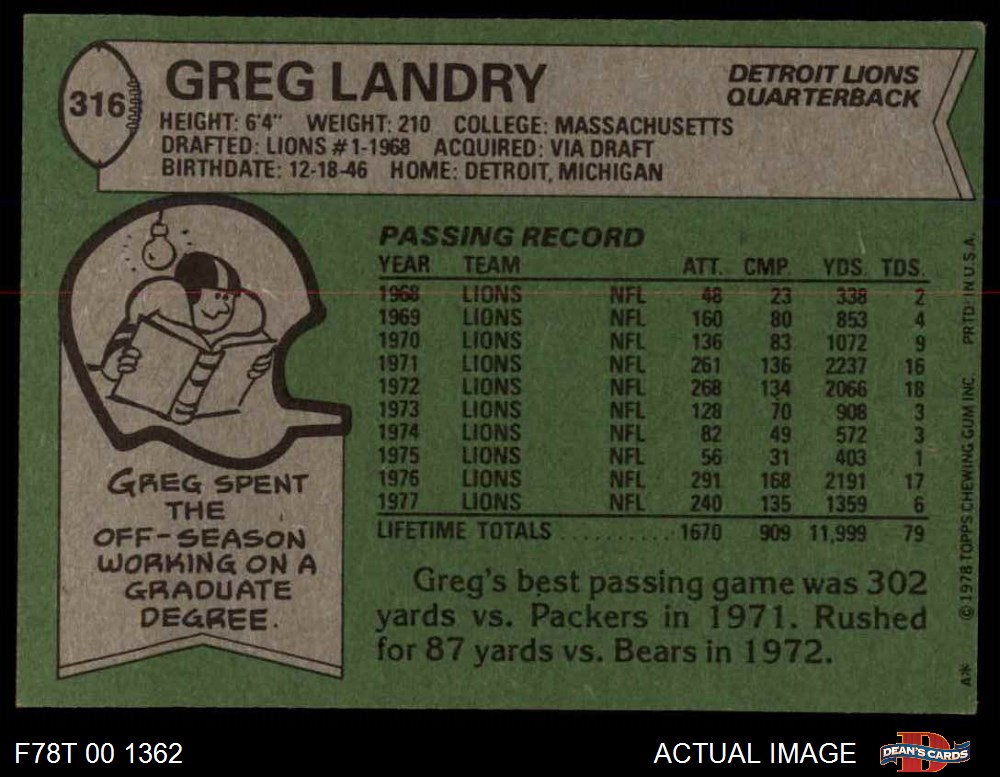 316
GREG LANDRY
DETROIT LIONS
QUARTERBACK
HEIGHT: 6'4" WEIGHT: 210 COLLEGE: MASSACHUSETTS
DRAFTED: LIONS #1-1968 ACQUIRED: VIA DRAFT
BIRTHDATE: 12-18-46 HOME: DETROIT, MICHIGAN
PASSING RECORD
YEAR TEAM ATT. CMP. YDS. TDS.
1968 LIONS NFL 48 23 338 2
1969 LIONS NFL 160 80 853 4
1970 LIONS NFL 136 83 1072 9
1971 LIONS NFL 261 136 2237 16
1972 LIONS NFL 268 134 2066 18
1973 LIONS NFL 128 70 908 3
1974 LIONS NFL 82 49 572 3
1975 LIONS NFL 56 31 403 1
1976 LIONS NFL 291 168 2191 17
1977 LIONS NFL 240 135 1359 6
LIFETIME TOTALS .......... 1670 909 11,999 79
GREG SPENT
THE
OFF-SEASON
WORKING ON A
GRADUATE
DEGREE.
Greg's best passing game was 302
yards vs. Packers in 1971. Rushed
for 87 yards vs. Bears in 1972.
A* © 1978 TOPPS CHEWING GUM INC. PRTD. IN U.S.A.
F78T 00 1362
ACTUAL IMAGE
D
DEAN'S CARDS